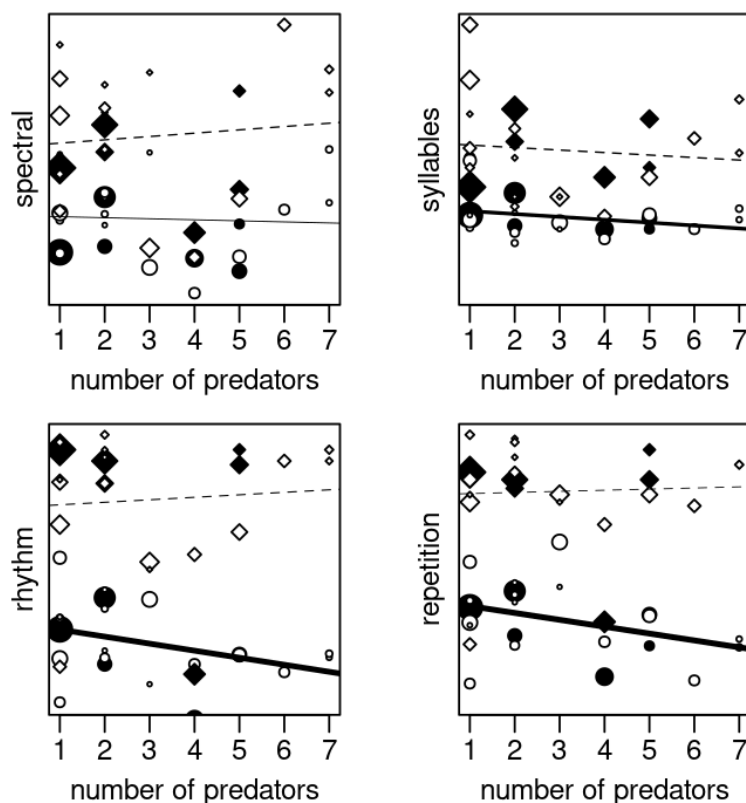 spectral
1 2 3 4 5 6 7
number of predators
syllables
1 2 3 4 5 6 7
number of predators
rhythm
1 2 3 4 5 6 7
number of predators
repetition
1 2 3 4 5 6 7
number of predators